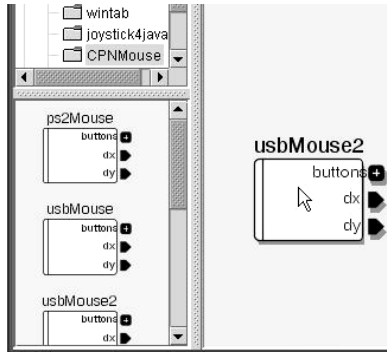 wintab
joystick4java
CPNMouse
ps2Mouse
buttons
dx
dy
usbMouse
buttons
dx
dy
usbMouse2
buttons
dx
usbMouse2
buttons
dx
dy